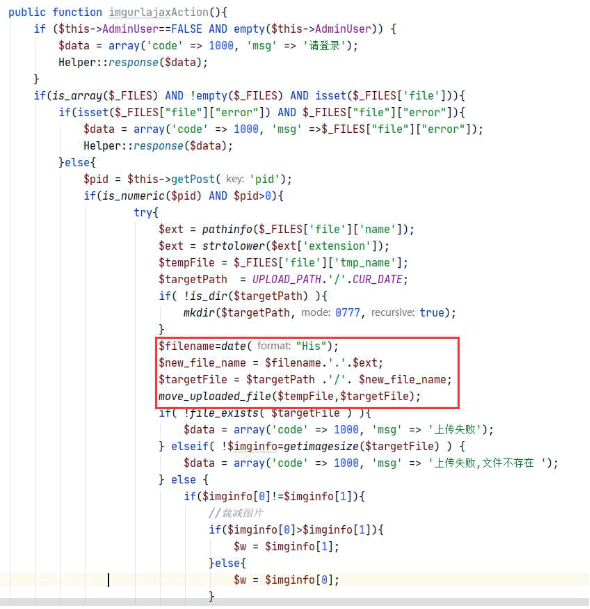 public function imgurlajaxAction(){
if ($this->AdminUser==FALSE AND empty($this->AdminUser)) {
$data = array('code' => 1000, 'msg' => '请登录');
Helper::response($data);
}
if(is_array($_FILES) AND !empty($_FILES) AND isset($_FILES['file'])){
if(isset($_FILES["file"]["error"]) AND $_FILES["file"]["error"]){
$data = array('code' => 1000, 'msg' =>$_FILES["file"]["error"]);
Helper::response($data);
}else{
$pid = $this->getPost( key: 'pid');
if(is_numeric($pid) AND $pid>0){
try{
$ext = pathinfo($_FILES['file']['name']);
$ext = strtolower($ext['extension']);
$tempFile = $_FILES['file']['tmp_name'];
$targetPath  = UPLOAD_PATH.'/'.CUR_DATE;
if( !is_dir($targetPath) ){
mkdir($targetPath, mode: 0777, recursive: true);
}
$filename=date( format: "His");
$new_file_name = $filename.'.'.$ext;
$targetFile = $targetPath .'/'. $new_file_name;
move_uploaded_file($tempFile,$targetFile);
if( !file_exists( $targetFile ) ){
$data = array('code' => 1000, 'msg' => '上传失败');
} elseif( !$imginfo=getimagesize($targetFile) ) {
$data = array('code' => 1000, 'msg' => '上传失败,文件不存在 ');
} else {
if($imginfo[0]!=$imginfo[1]){
//裁减图片
if($imginfo[0]>$imginfo[1]){
$w = $imginfo[1];
}else{
$w = $imginfo[0];
}